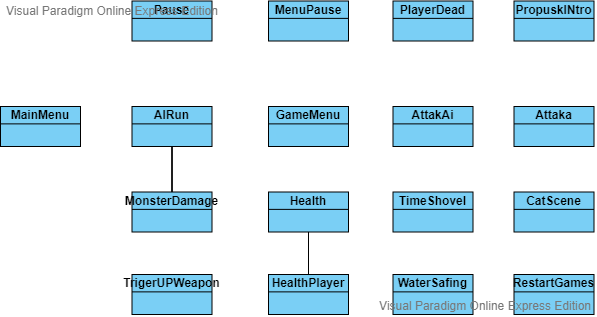 Visual Paradigm Online Express Edition
Pause
MenuPause
PlayerDead
PropuskINtro
MainMenu
AIRun
GameMenu
AttakAi
Attaka
MonsterDamage
Health
TimeShovel
CatScene
TrigerUPWeapon
HealthPlayer
WaterSafing
RestartGames
Visual Paradigm Online Express Edition